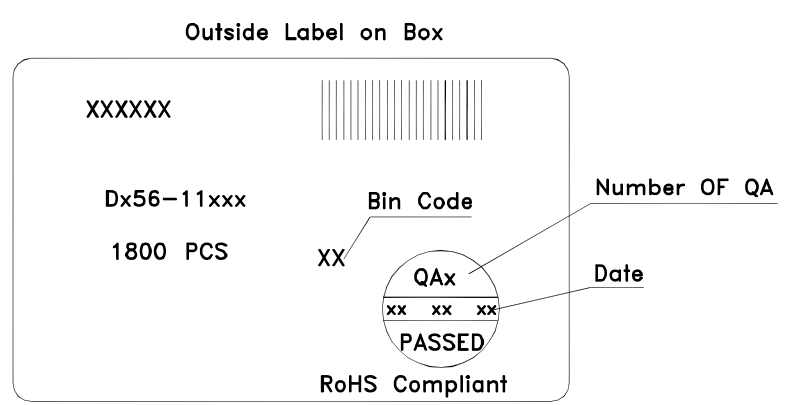 Outside Label on Box
XXXXXX
Dx56-11xxx
Bin Code
Number OF QA
1800 PCS
XX
QAx
Date
xx xx xx
PASSED
RoHS Compliant